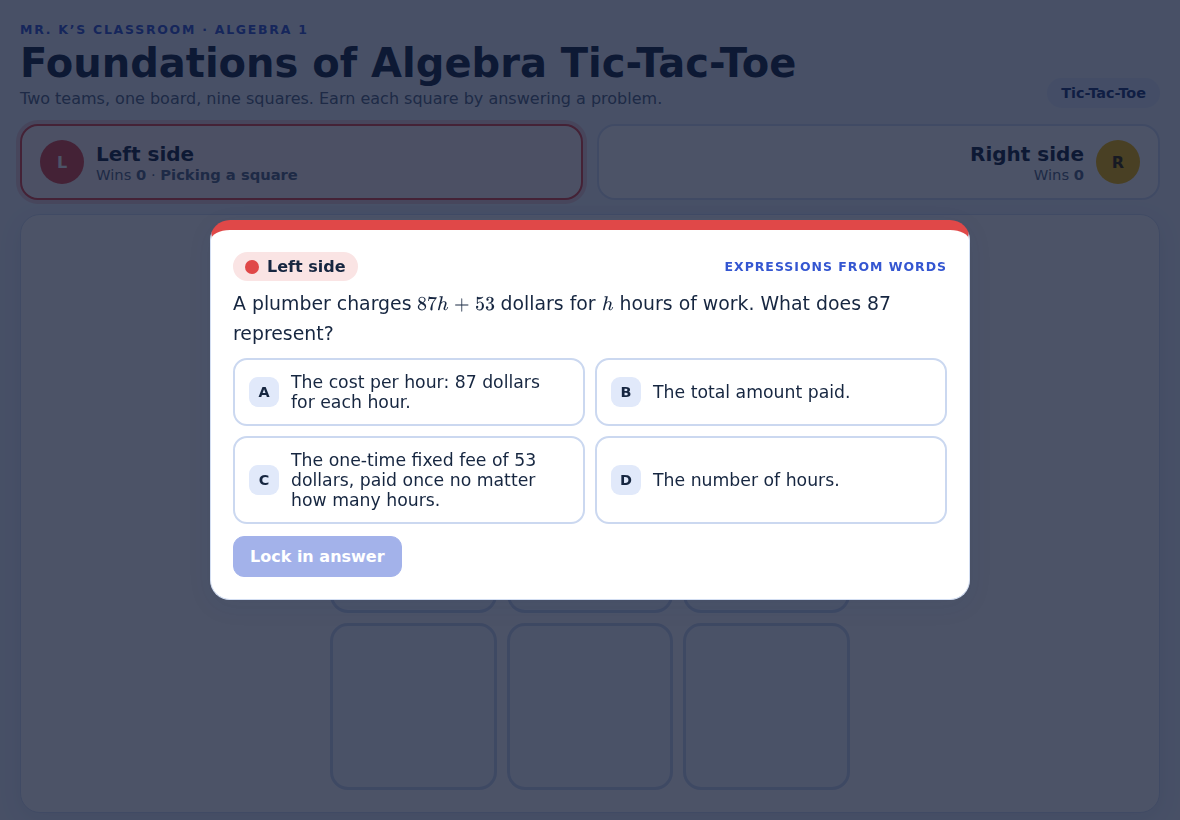 MR. K'S CLASSROOM · ALGEBRA 1
Foundations of Algebra Tic-Tac-Toe
Two teams, one board, nine squares. Earn each square by answering a problem.
Tic-Tac-Toe
L
Left side
Wins 0 · Picking a square
Right side
Wins 0
R
Left side
EXPRESSIONS FROM WORDS
A plumber charges 87h + 53 dollars for h hours of work. What does 87
represent?
A
The cost per hour: 87 dollars
for each hour.
B
The total amount paid.
C
The one-time fixed fee of 53
dollars, paid once no matter
how many hours.
D
The number of hours.
Lock in answer